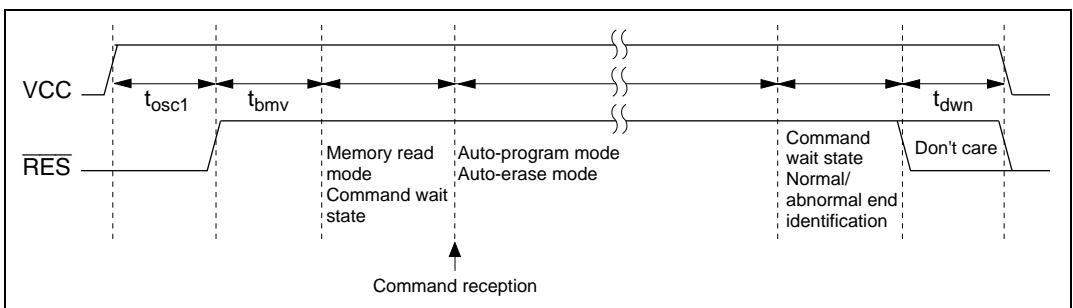 VCC
tosc1
tbmv
tdwn
RES
Memory read
mode
Command wait
state
Auto-program mode
Auto-erase mode
Command
wait state
Normal/
abnormal end
identification
Don't care
Command reception